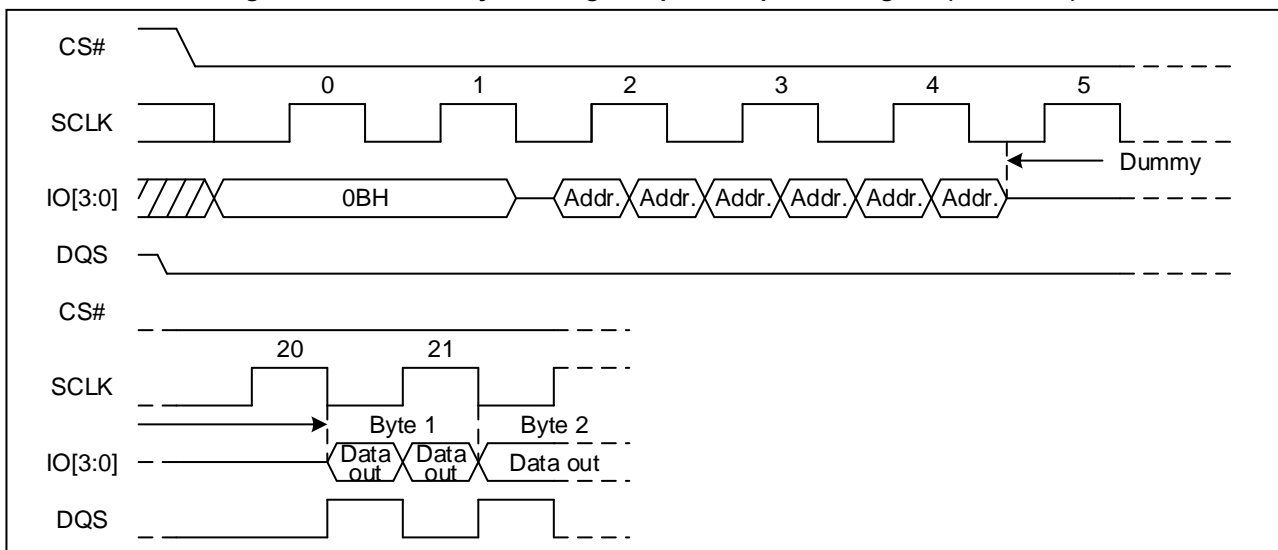 CS#
0 1 2 3 4 5
SCLK
Dummy
IO[3:0] 0BH Addr. Addr. Addr. Addr. Addr. Addr.
DQS
CS#
20 21
SCLK
Byte 1 Byte 2
IO[3:0] Data out Data out Data out
DQS